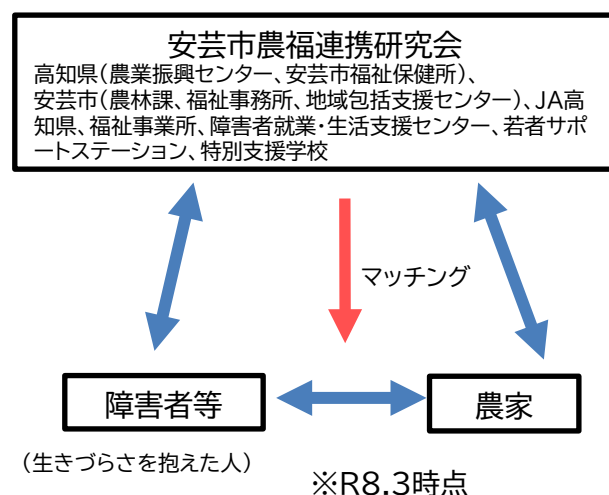 安芸市農福連携研究会
高知県(農業振興センター、安芸市福祉保健所)、
安芸市(農林課、福祉事務所、地域包括支援センター)、JA高
知県、福祉事業所、障害者就業・生活支援センター、若者サポ
ートステーション、特別支援学校
マッチング
障害者等
農家
(生きづらさを抱えた人)
※R8.3時点